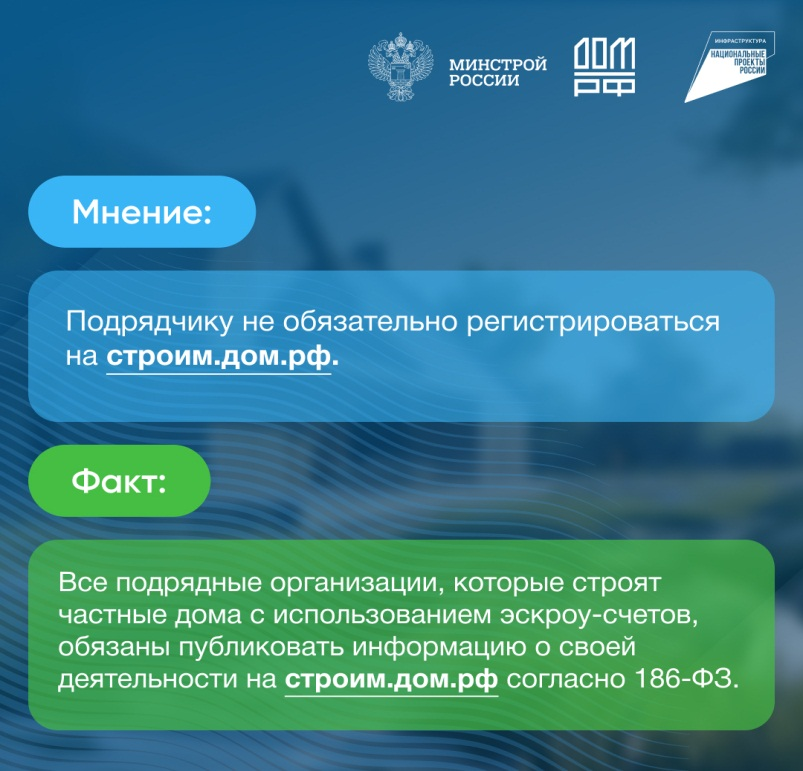 МИНСТРОЙ
РОССИИ
ДОМ
РФ
ИНФРАСТРУКТУРА
НАЦИОНАЛЬНЫЕ
ПРОЕКТЫ
РОССИИ
Мнение:
Подрядчику не обязательно регистрироваться
на строим.дом.рф.
Факт:
Все подрядные организации, которые строят
частные дома с использованием эскроу-счетов,
обязаны публиковать информацию о своей
деятельности на строим.дом.рф согласно 186-ФЗ.